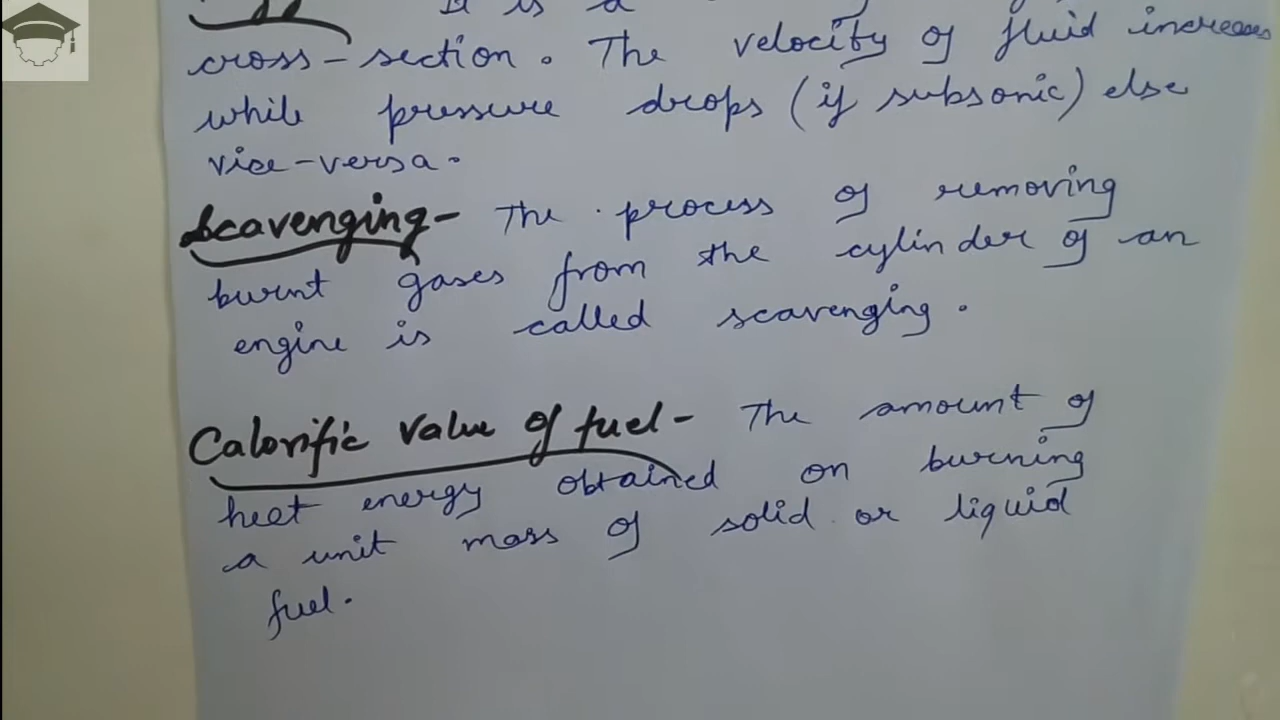 It is a
cross-section. The velocity of fluid increases
while pressure drops (if subsonic) else
vice-versa.
Scavenging- The process of removing
burnt gases from the cylinder of an
engine is called scavenging.
Calorific Value of fuel- The amount of
heat energy obtained on burning
a unit mass of solid or liquid
fuel.